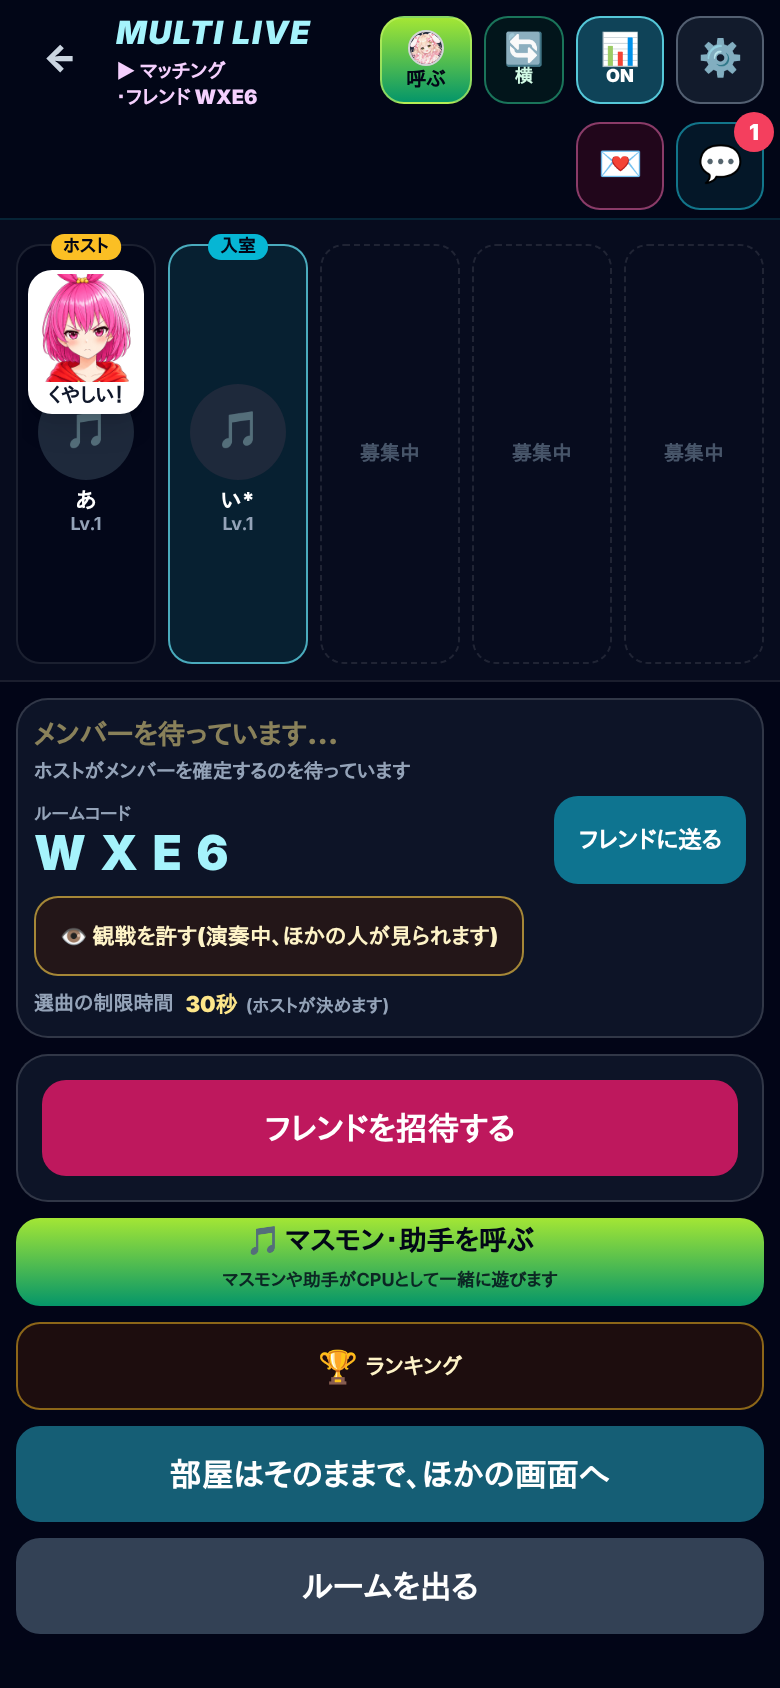 MULTI LIVE
▶ マッチング
・フレンド WXE6
呼ぶ
横
ON
1
ホスト
入室
くやしい!
あ
Lv.1
い*
Lv.1
募集中
募集中
募集中
メンバーを待っています...
ホストがメンバーを確定するのを待っています
ルームコード
WXE6
フレンドに送る
観戦を許す(演奏中、ほかの人が見られます)
選曲の制限時間 30秒 (ホストが決めます)
フレンドを招待する
マスモン・助手を呼ぶ
マスモンや助手がCPUとして一緒に遊びます
ランキング
部屋はそのままで、ほかの画面へ
ルームを出る